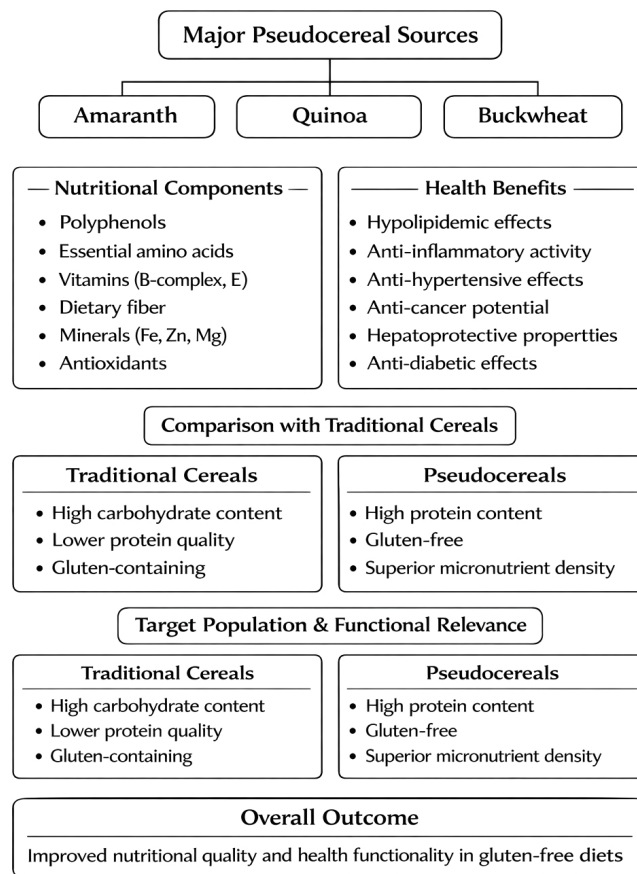 Major Pseudocereal Sources
Amaranth
Quinoa
Buckwheat
Nutritional Components
• Polyphenols
• Essential amino acids
• Vitamins (B-complex, E)
• Dietary fiber
• Minerals (Fe, Zn, Mg)
• Antioxidants
Health Benefits
• Hypolipidemic effects
• Anti-inflammatory activity
• Anti-hypertensive effects
• Anti-cancer potential
• Hepatoprotective propertties
• Anti-diabetic effects
Comparison with Traditional Cereals
Traditional Cereals
• High carbohydrate content
• Lower protein quality
• Gluten-containing
Pseudocereals
• High protein content
• Gluten-free
• Superior micronutrient density
Target Population & Functional Relevance
Traditional Cereals
• High carbohydrate content
• Lower protein quality
• Gluten-containing
Pseudocereals
• High protein content
• Gluten-free
• Superior micronutrient density
Overall Outcome
Improved nutritional quality and health functionality in gluten-free diets